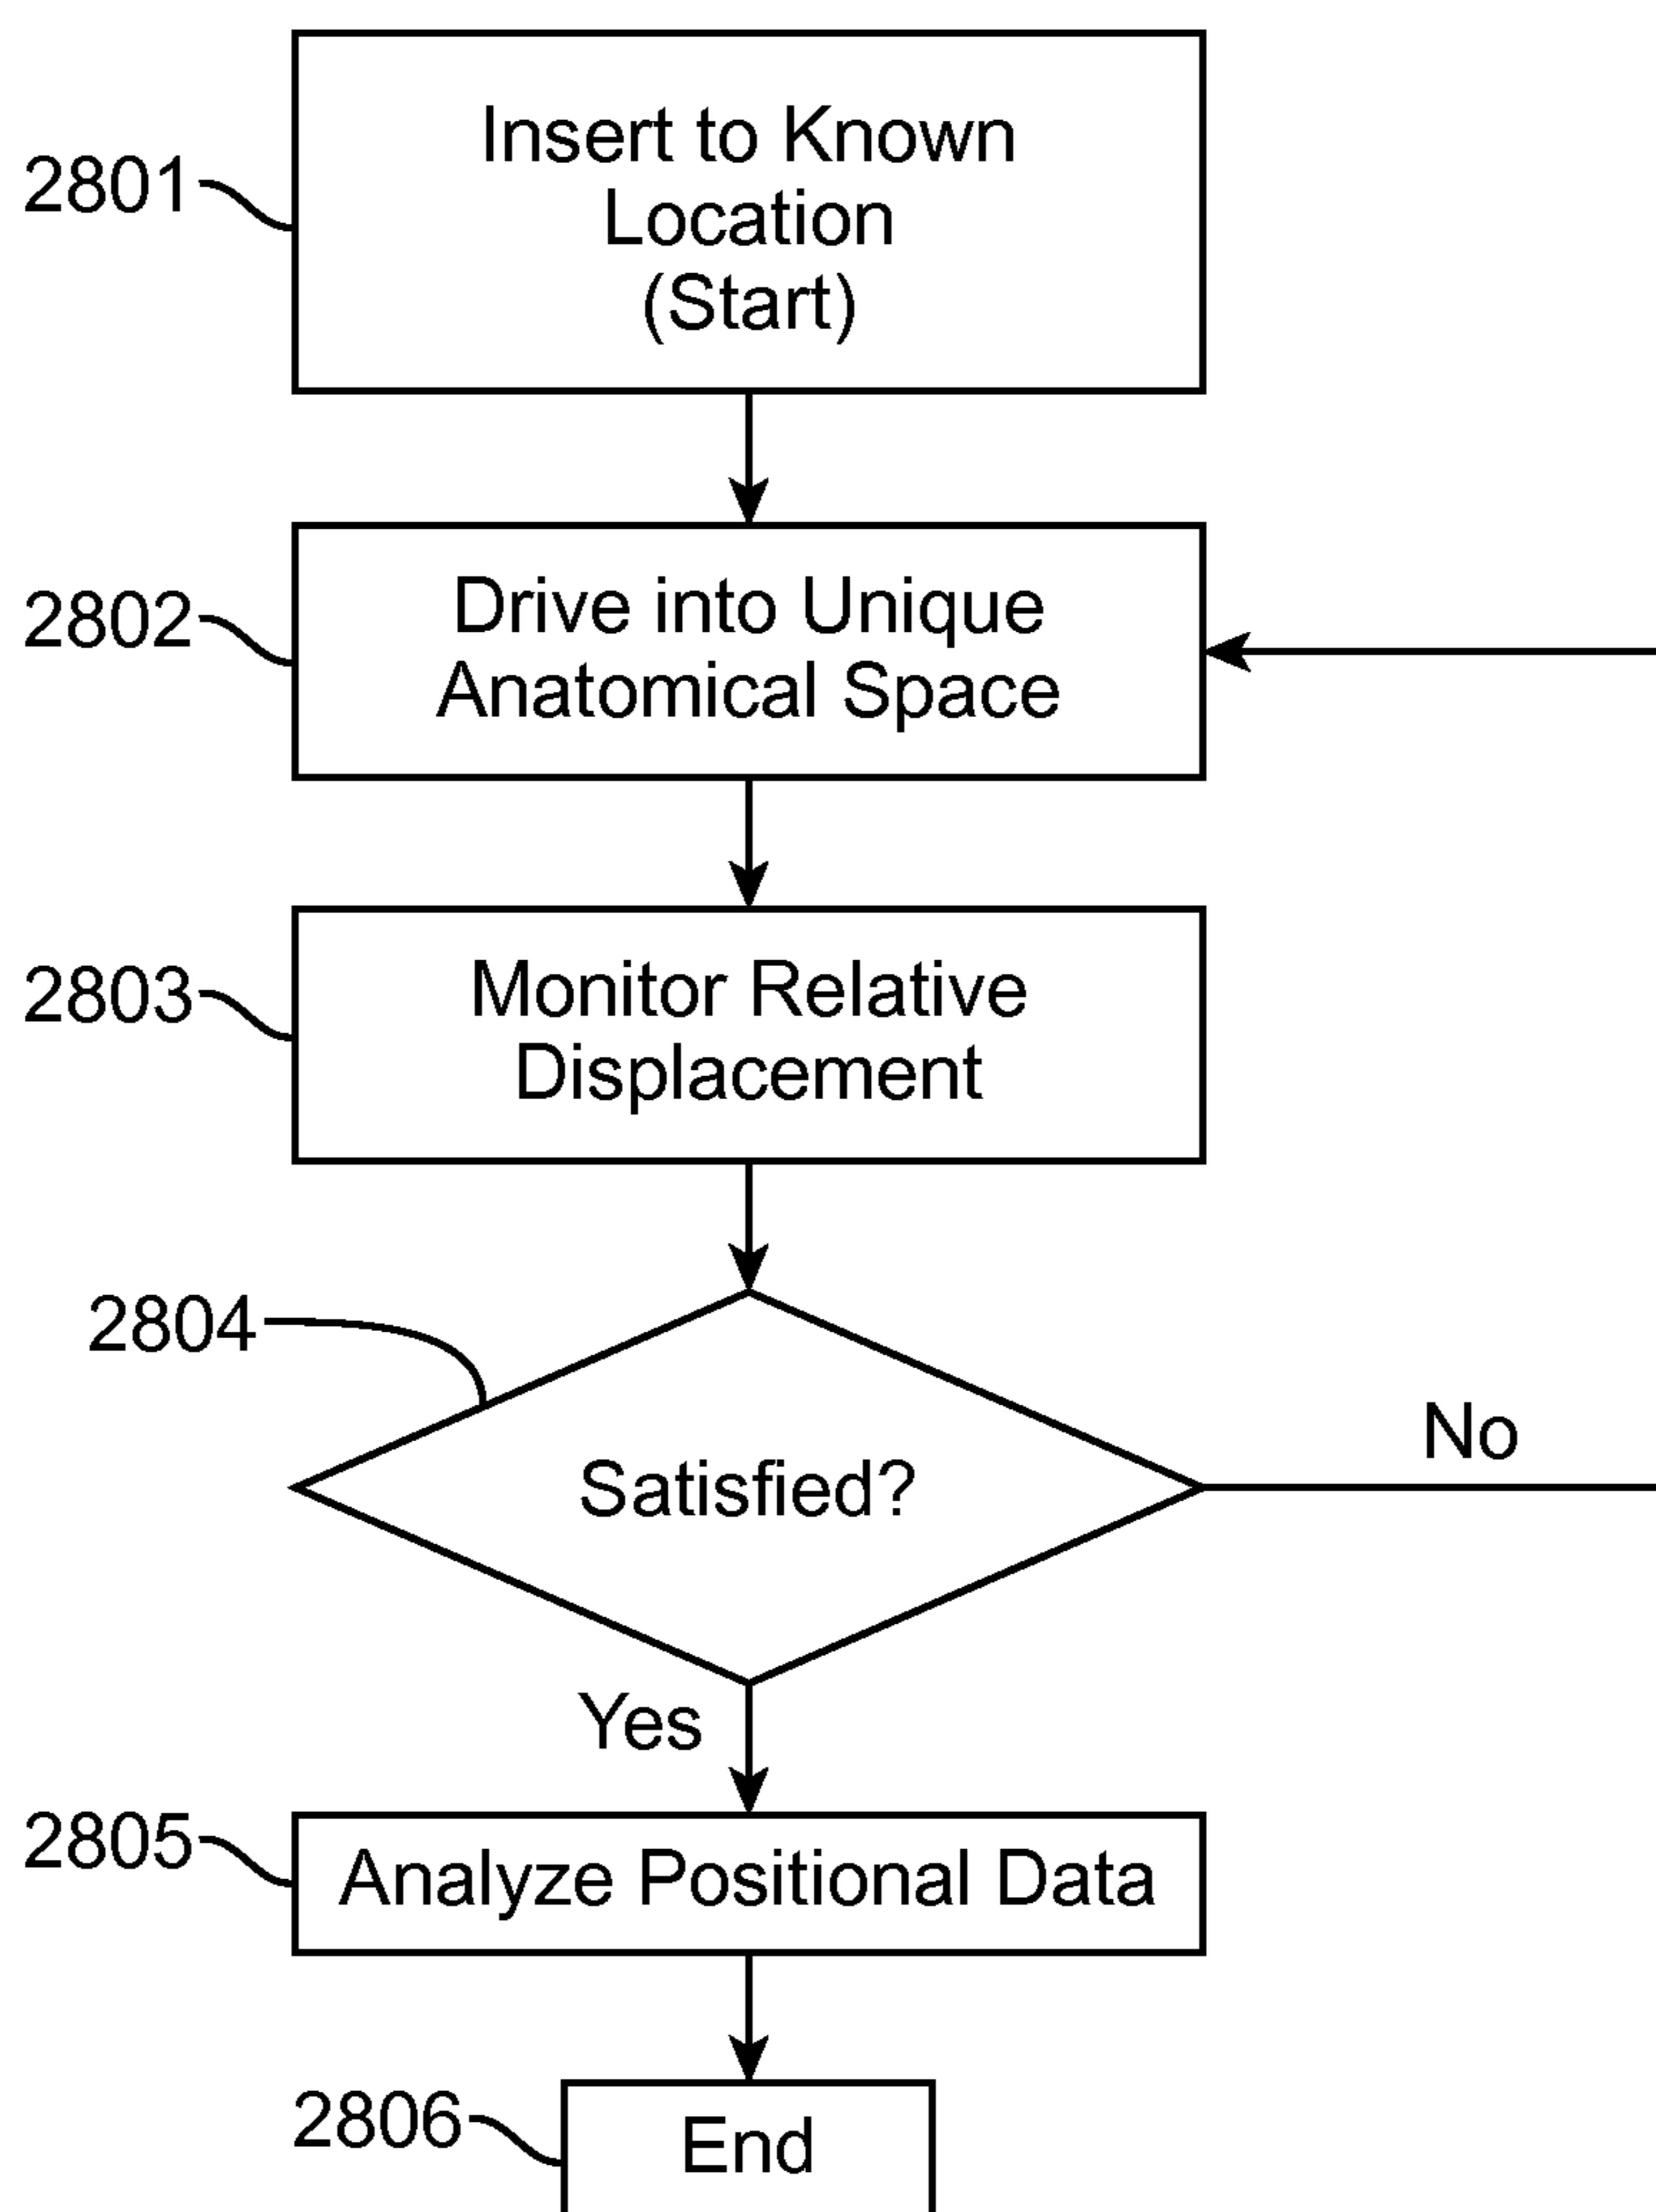 2801
Insert to Known
Location
(Start)
2802
Drive into Unique
Anatomical Space
2803
Monitor Relative
Displacement
2804
Satisfied?
No
Yes
2805
Analyze Positional Data
2806
End